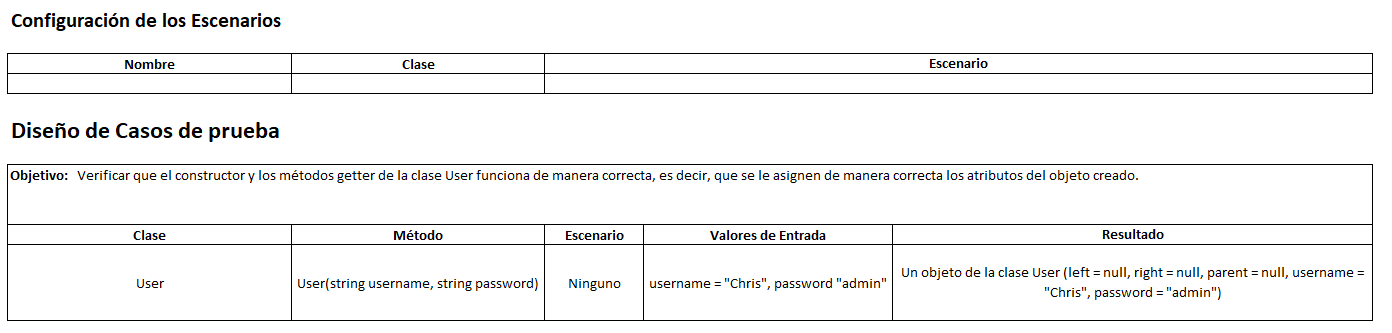 Configuración de los Escenarios
Nombre Clase Escenario
Diseño de Casos de prueba
Objetivo: Verificar que el constructor y los métodos getter de la clase User funciona de manera correcta, es decir, que se le asignen de manera correcta los atributos del objeto creado.
Clase Método Escenario Valores de Entrada Resultado
User User(string username, string password) Ninguno username = "Chris", password "admin" Un objeto de la clase User (left = null, right = null, parent = null, username =
"Chris", password = "admin")